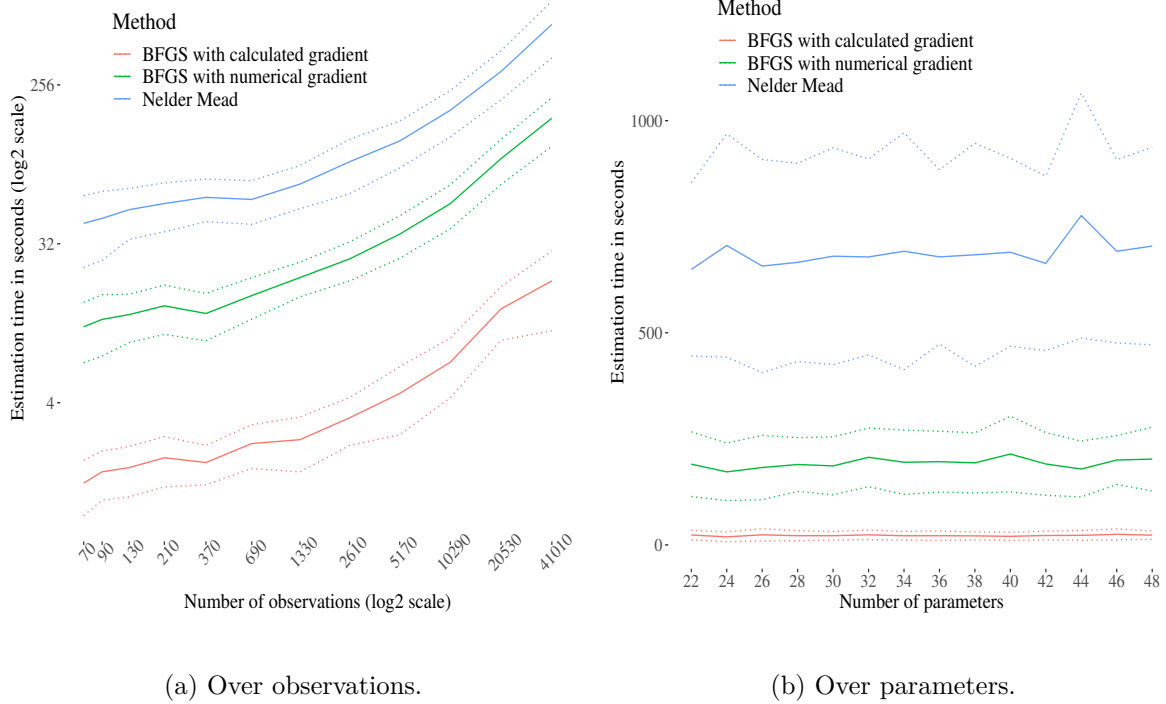 Method
BFGS with calculated gradient
BFGS with numerical gradient
Nelder Mead
Estimation time in seconds (log2 scale)
256
32
4
70
90
130
210
370
690
1330
2610
5170
10290
20530
41010
Number of observations (log2 scale)
(a) Over observations.
Method
BFGS with calculated gradient
BFGS with numerical gradient
Nelder Mead
Estimation time in seconds
1000
500
0
22 24 26 28 30 32 34 36 38 40 42 44 46 48
Number of parameters
(b) Over parameters.